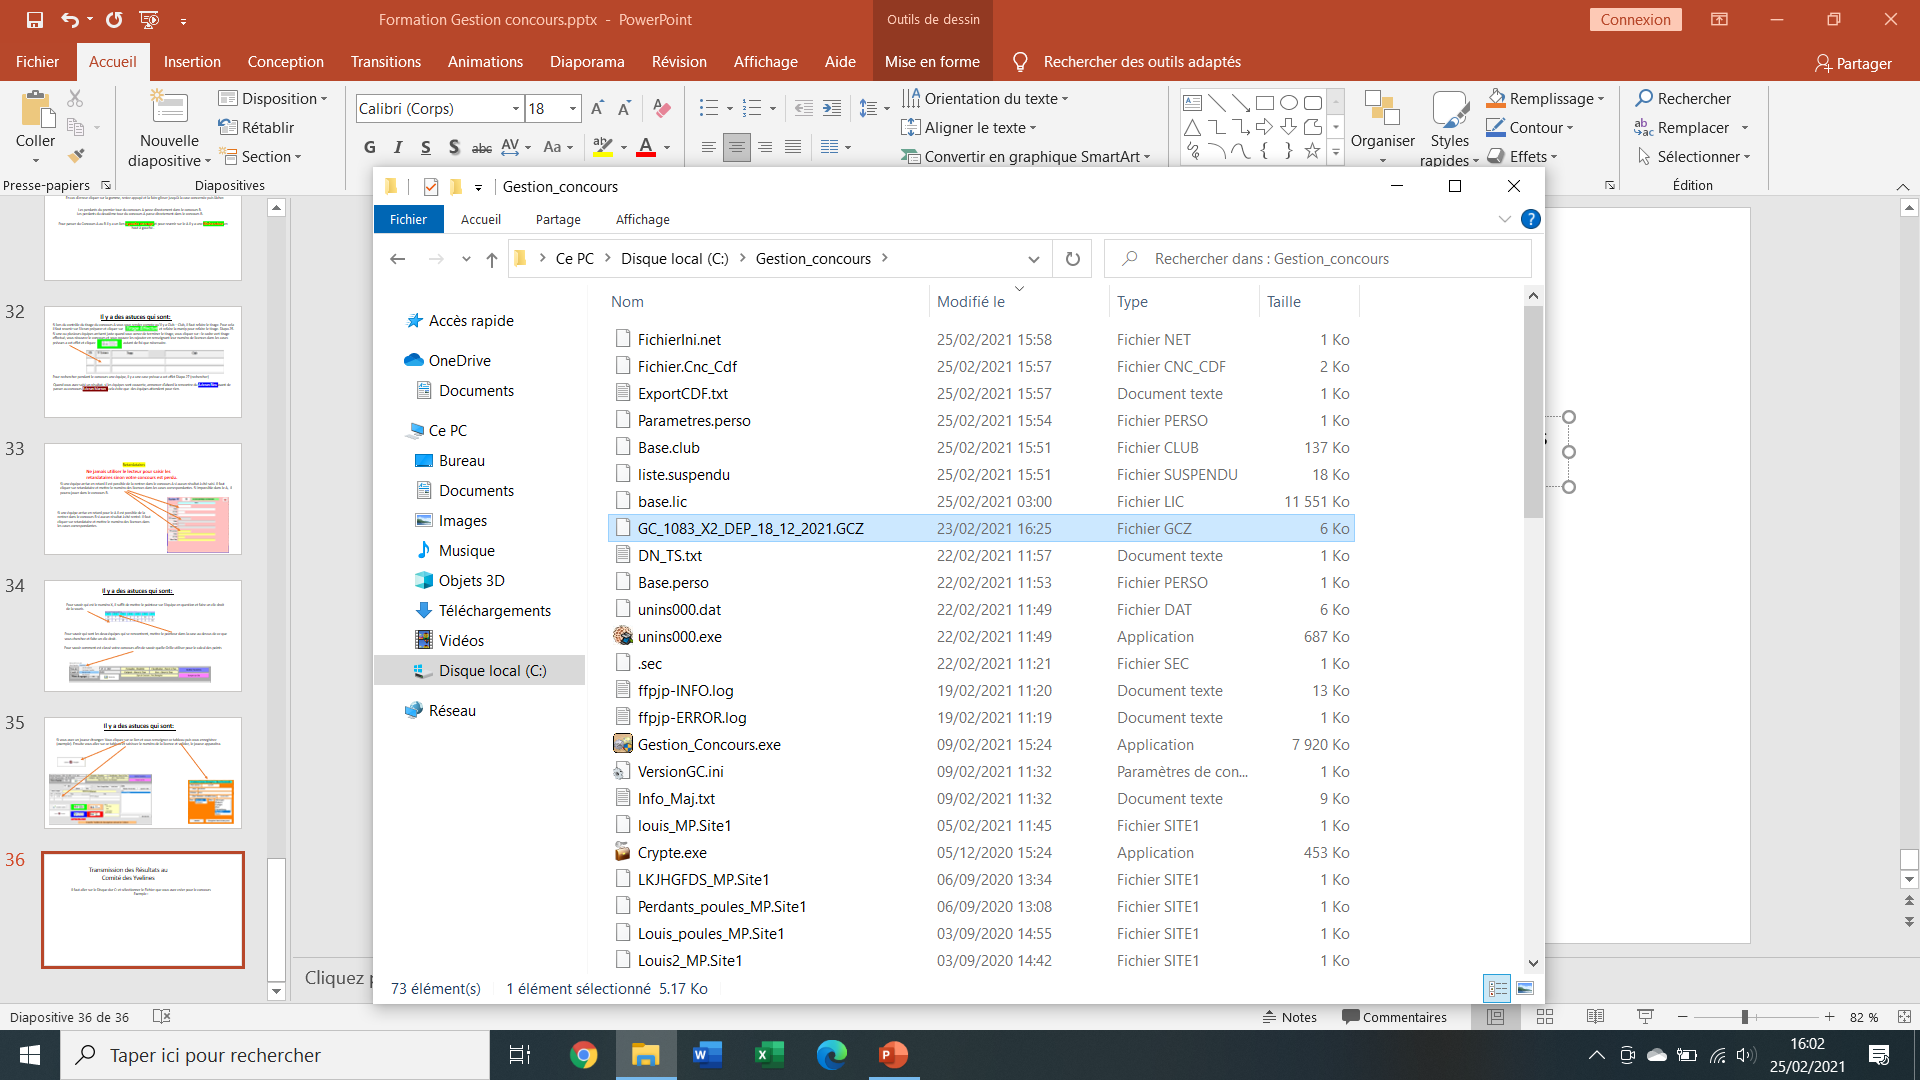 Formation Gestion concours.pptx - PowerPoint
Outils de dessin
Connexion
Fichier Accueil Insertion Conception Transitions Animations Diaporama Révision Affichage Aide Mise en forme Rechercher des outils adaptés Partager
Coller
Nouvelle diapositive
Disposition
Rétablir
Section
Calibri (Corps) 18
G I S S abc AV Aa A
Orientation du texte
Aligner le texte
Convertir en graphique SmartArt
Organiser
Styles rapides
Remplissage
Contour
Effets
Rechercher
Remplacer
Sélectionner
Presse-papiers Diapositives Édition
Gestion_concours
Fichier Accueil Partage Affichage
Ce PC Disque local (C:) Gestion_concours
Rechercher dans : Gestion_concours
Accès rapide
OneDrive
Documents
Ce PC
Bureau
Documents
Images
Musique
Objets 3D
Téléchargements
Vidéos
Disque local (C:)
Réseau
Nom Modifié le Type Taille
FichierIni.net 25/02/2021 15:58 Fichier NET 1 Ko
Fichier.Cnc_Cdf 25/02/2021 15:57 Fichier CNC_CDF 2 Ko
ExportCDF.txt 25/02/2021 15:57 Document texte 1 Ko
Parametres.perso 25/02/2021 15:54 Fichier PERSO 1 Ko
Base.club 25/02/2021 15:51 Fichier CLUB 137 Ko
liste.suspendu 25/02/2021 15:51 Fichier SUSPENDU 18 Ko
base.lic 25/02/2021 03:00 Fichier LIC 11 551 Ko
GC_1083_X2_DEP_18_12_2021.GCZ 23/02/2021 16:25 Fichier GCZ 6 Ko
DN_TS.txt 22/02/2021 11:57 Document texte 1 Ko
Base.perso 22/02/2021 11:53 Fichier PERSO 1 Ko
unins000.dat 22/02/2021 11:49 Fichier DAT 6 Ko
unins000.exe 22/02/2021 11:49 Application 687 Ko
.sec 22/02/2021 11:21 Fichier SEC 1 Ko
ffpjp-INFO.log 19/02/2021 11:20 Document texte 13 Ko
ffpjp-ERROR.log 19/02/2021 11:19 Document texte 1 Ko
Gestion_Concours.exe 09/02/2021 15:24 Application 7 920 Ko
VersionGC.ini 09/02/2021 11:32 Paramètres de con... 1 Ko
Info_Maj.txt 09/02/2021 11:32 Document texte 9 Ko
louis_MP.Site1 05/02/2021 11:45 Fichier SITE1 1 Ko
Crypte.exe 05/12/2020 15:24 Application 453 Ko
LKJHGFDS_MP.Site1 06/09/2020 13:34 Fichier SITE1 1 Ko
Perdants_poules_MP.Site1 06/09/2020 13:08 Fichier SITE1 1 Ko
Louis_poules_MP.Site1 03/09/2020 14:55 Fichier SITE1 1 Ko
Louis2_MP.Site1 03/09/2020 14:42 Fichier SITE1 1 Ko
73 élément(s) 1 élément sélectionné 5.17 Ko
32
Il y a des astuces qui sont:
33
Retardataires
Ne jamais utiliser le lecteur pour saisir les
retardataires sinon votre concours est perdu.
34
Il y a des astuces qui sont:
35
Il y a des astuces qui sont:
36
Transmission des Résultats au
Comité des Yvelines
Cliquez
Diapositive 36 de 36
Notes Commentaires 82 %
Taper ici pour rechercher
16:02
25/02/2021